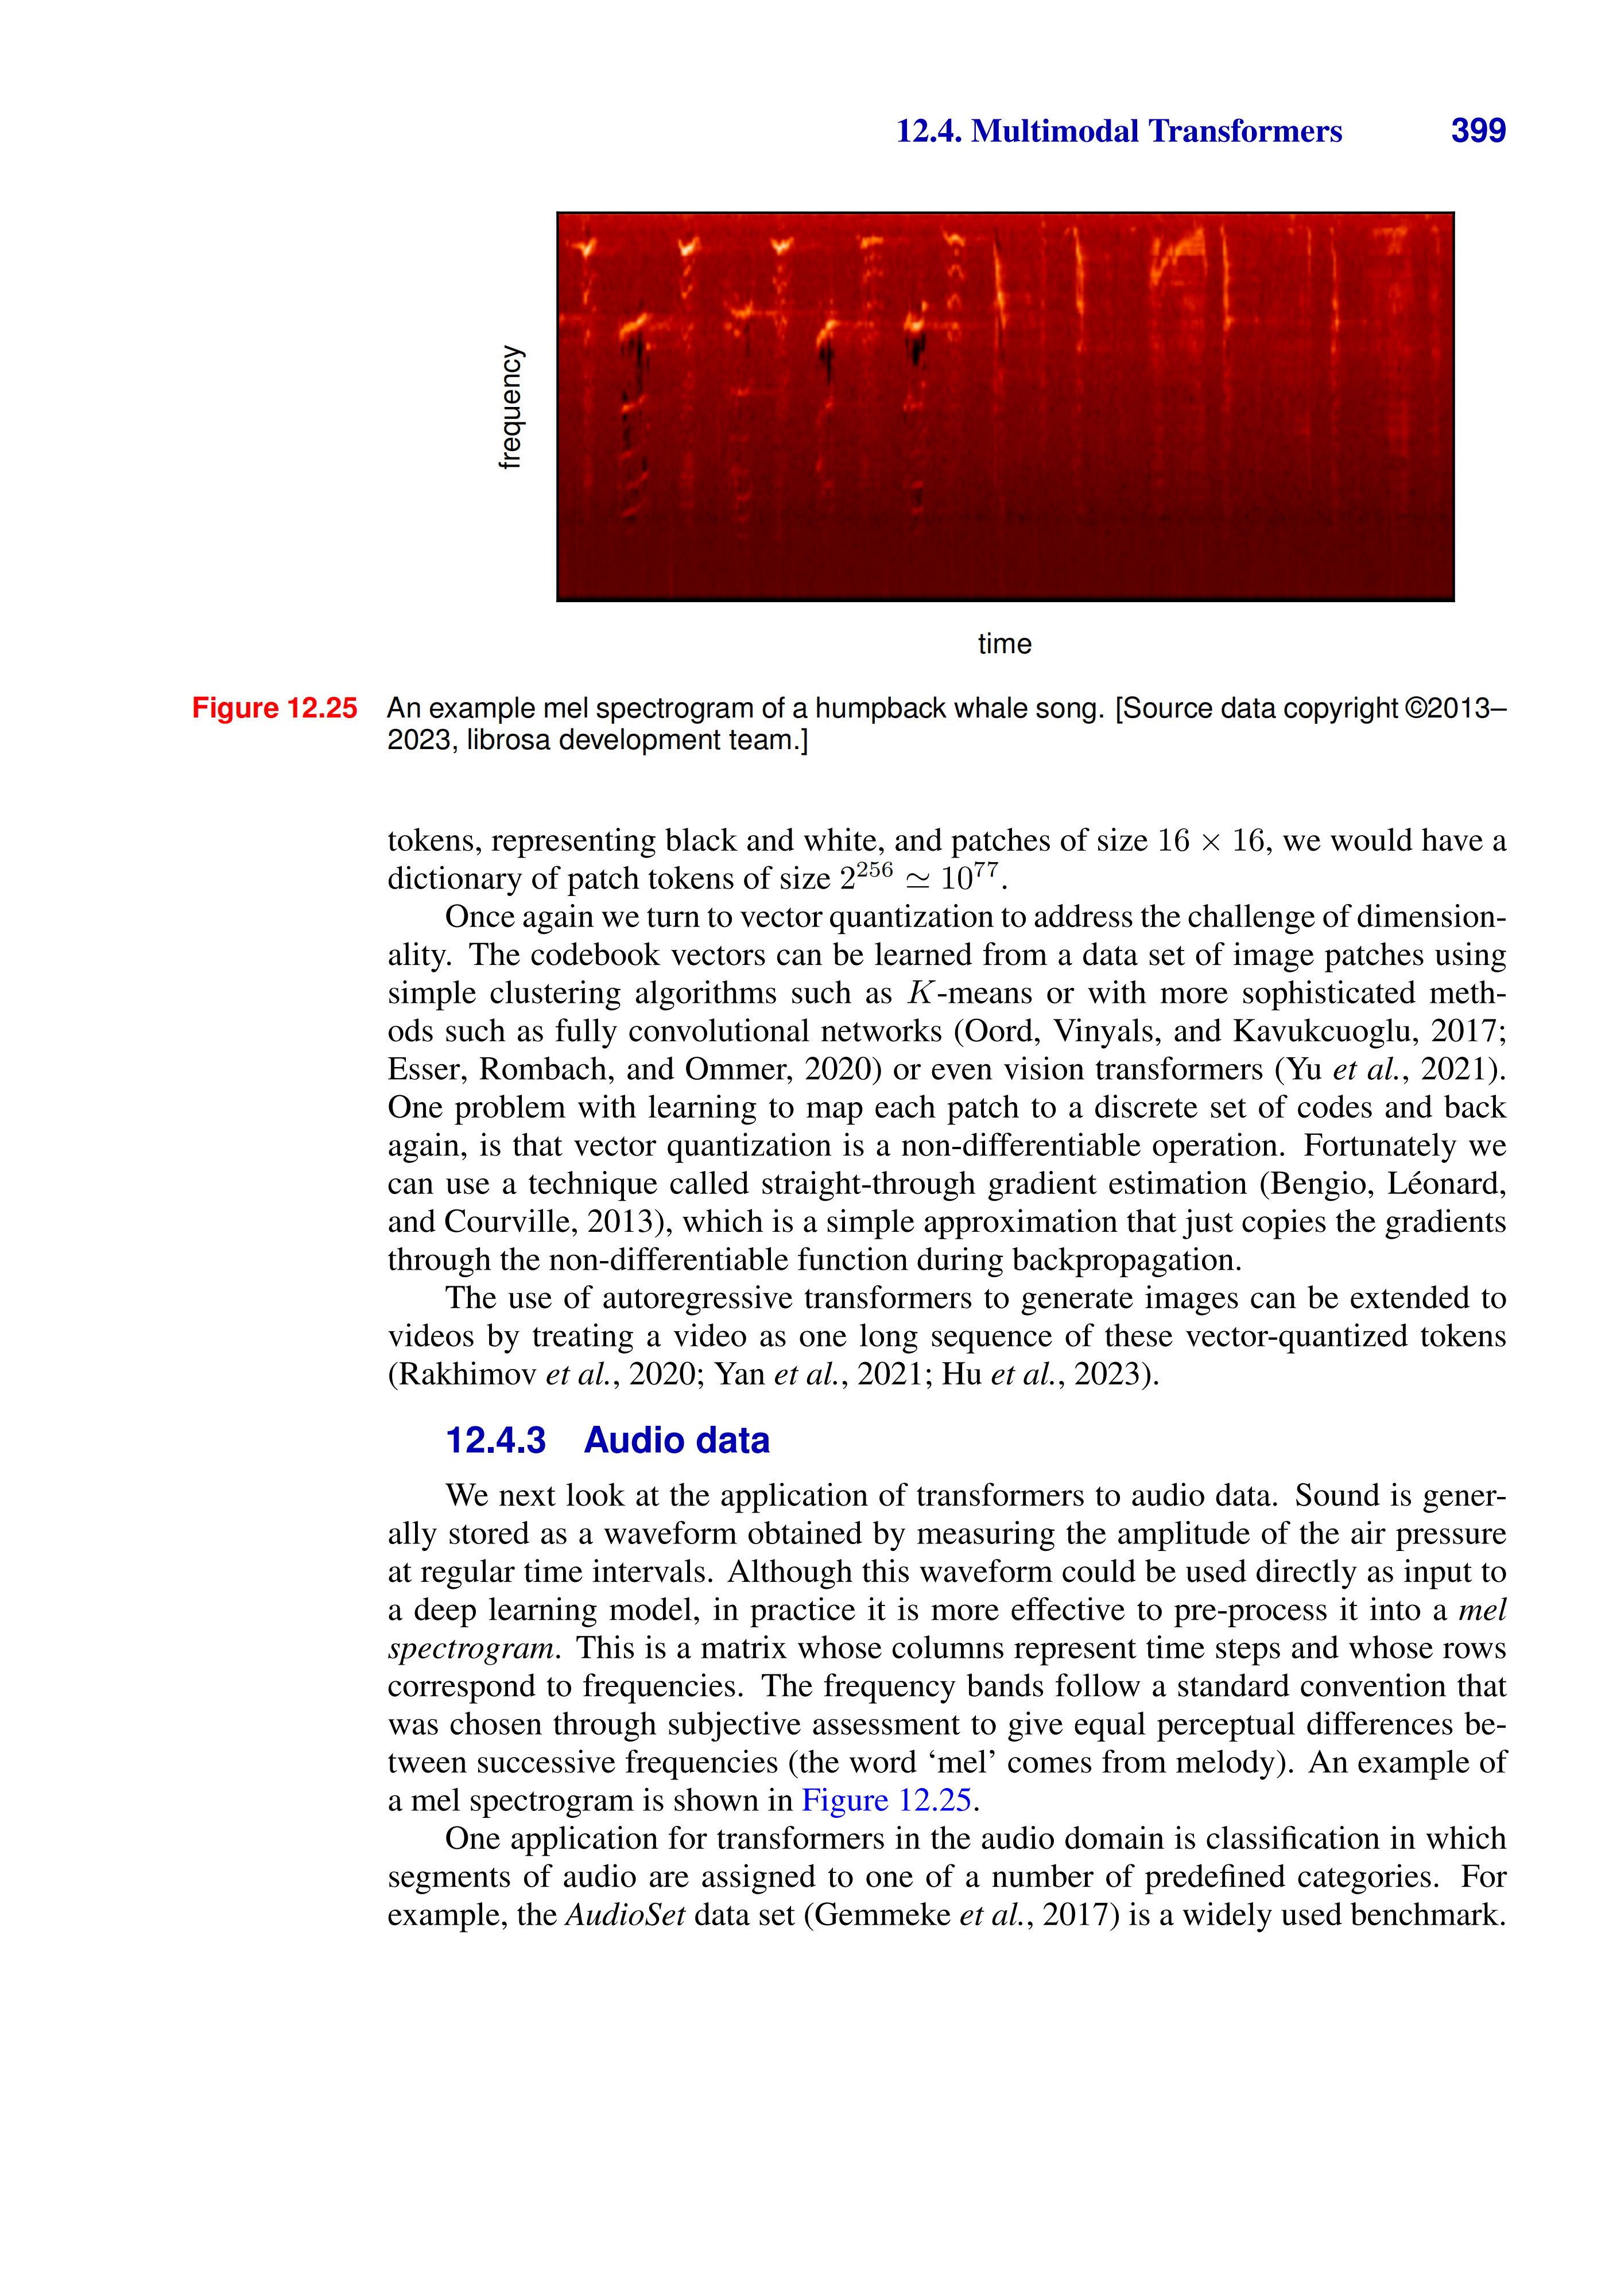 12.4. Multimodal Transformers 399
frequency
time
Figure 12.25 An example mel spectrogram of a humpback whale song. [Source data copyright ©2013–
2023, librosa development team.]
tokens, representing black and white, and patches of size 16 × 16, we would have a
dictionary of patch tokens of size 2^256 ≃ 10^77.
Once again we turn to vector quantization to address the challenge of dimension-
ality. The codebook vectors can be learned from a data set of image patches using
simple clustering algorithms such as K-means or with more sophisticated meth-
ods such as fully convolutional networks (Oord, Vinyals, and Kavukcuoglu, 2017;
Esser, Rombach, and Ommer, 2020) or even vision transformers (Yu et al., 2021).
One problem with learning to map each patch to a discrete set of codes and back
again, is that vector quantization is a non-differentiable operation. Fortunately we
can use a technique called straight-through gradient estimation (Bengio, Léonard,
and Courville, 2013), which is a simple approximation that just copies the gradients
through the non-differentiable function during backpropagation.
The use of autoregressive transformers to generate images can be extended to
videos by treating a video as one long sequence of these vector-quantized tokens
(Rakhimov et al., 2020; Yan et al., 2021; Hu et al., 2023).
12.4.3 Audio data
We next look at the application of transformers to audio data. Sound is gener-
ally stored as a waveform obtained by measuring the amplitude of the air pressure
at regular time intervals. Although this waveform could be used directly as input to
a deep learning model, in practice it is more effective to pre-process it into a mel
spectrogram. This is a matrix whose columns represent time steps and whose rows
correspond to frequencies. The frequency bands follow a standard convention that
was chosen through subjective assessment to give equal perceptual differences be-
tween successive frequencies (the word ‘mel’ comes from melody). An example of
a mel spectrogram is shown in Figure 12.25.
One application for transformers in the audio domain is classification in which
segments of audio are assigned to one of a number of predefined categories. For
example, the AudioSet data set (Gemmeke et al., 2017) is a widely used benchmark.